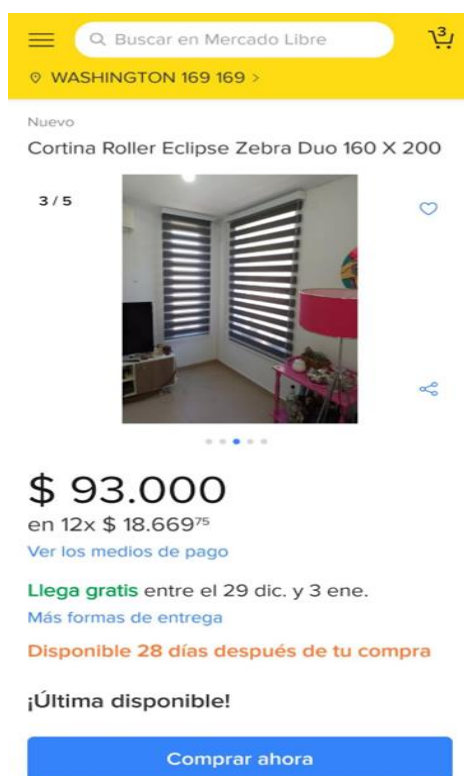 Buscar en Mercado Libre
3
WASHINGTON 169 169 >
Nuevo
Cortina Roller Eclipse Zebra Duo 160 X 200
3 / 5
$ 93.000
en 12x $ 18.669⁷⁵
Ver los medios de pago
Llega gratis entre el 29 dic. y 3 ene.
Más formas de entrega
Disponible 28 días después de tu compra
¡Última disponible!
Comprar ahora